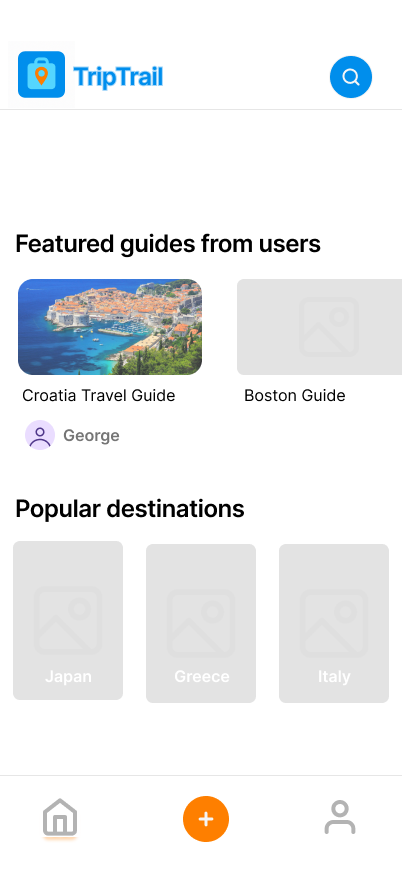 TripTrail
Featured guides from users
Croatia Travel Guide
Boston Guide
George
Popular destinations
Japan
Greece
Italy